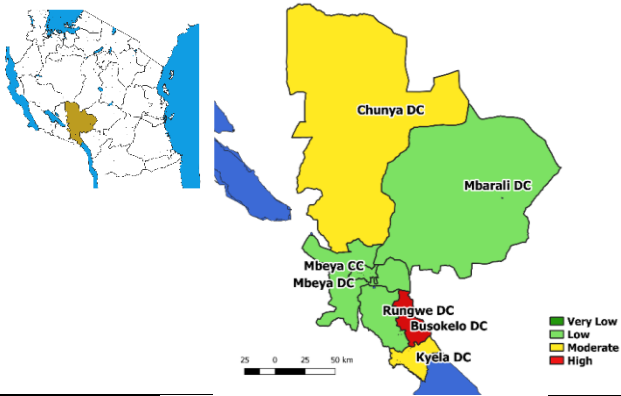 Chunya DC
Mbarali DC
Mbeya CC
Mbeya DC
Rungwe DC
Busokelo DC
Kyela DC
Very Low
Low
Moderate
High
25 0 25 50 km